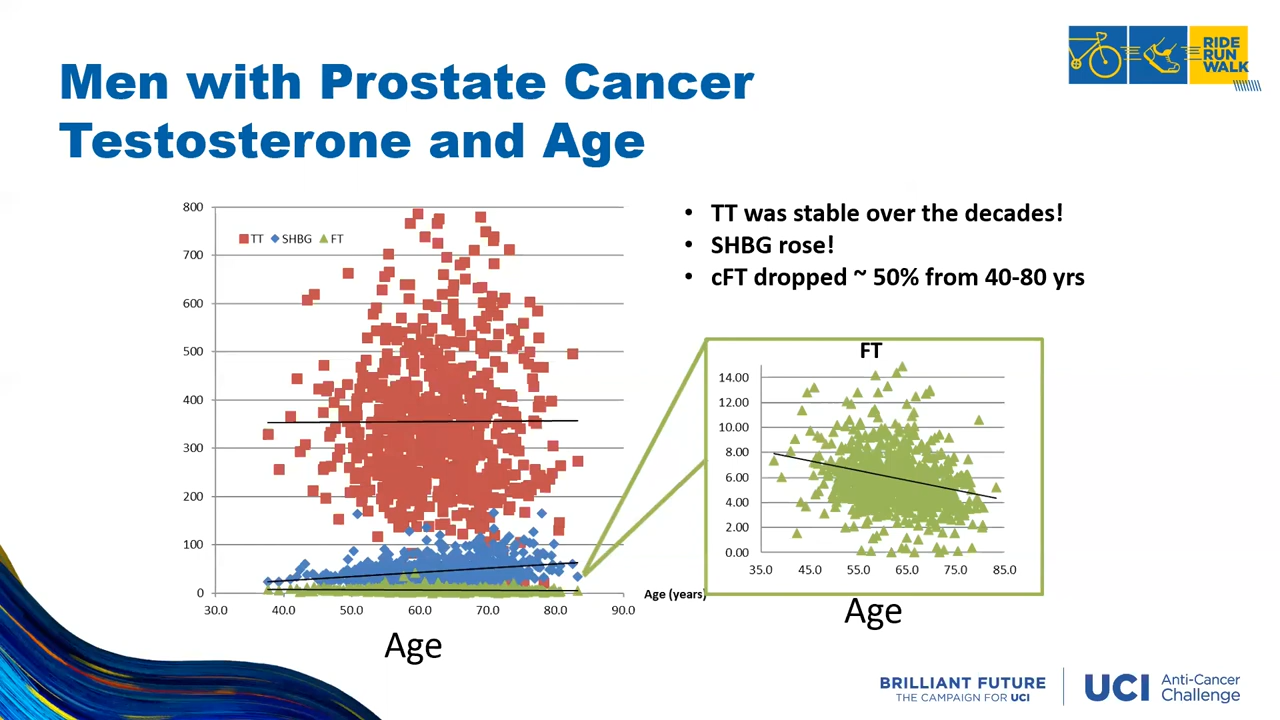 RIDE
RUN
WALK
Men with Prostate Cancer
Testosterone and Age
• TT was stable over the decades!
• SHBG rose!
• cFT dropped ~ 50% from 40-80 yrs
TT SHBG FT
800
700
600
500
400
300
200
100
0
30.0 40.0 50.0 60.0 70.0 80.0 90.0
Age (years)
Age
FT
14.00
12.00
10.00
8.00
6.00
4.00
2.00
0.00
35.0 45.0 55.0 65.0 75.0 85.0
Age
BRILLIANT FUTURE
THE CAMPAIGN FOR UCI
UCI
Anti-Cancer
Challenge